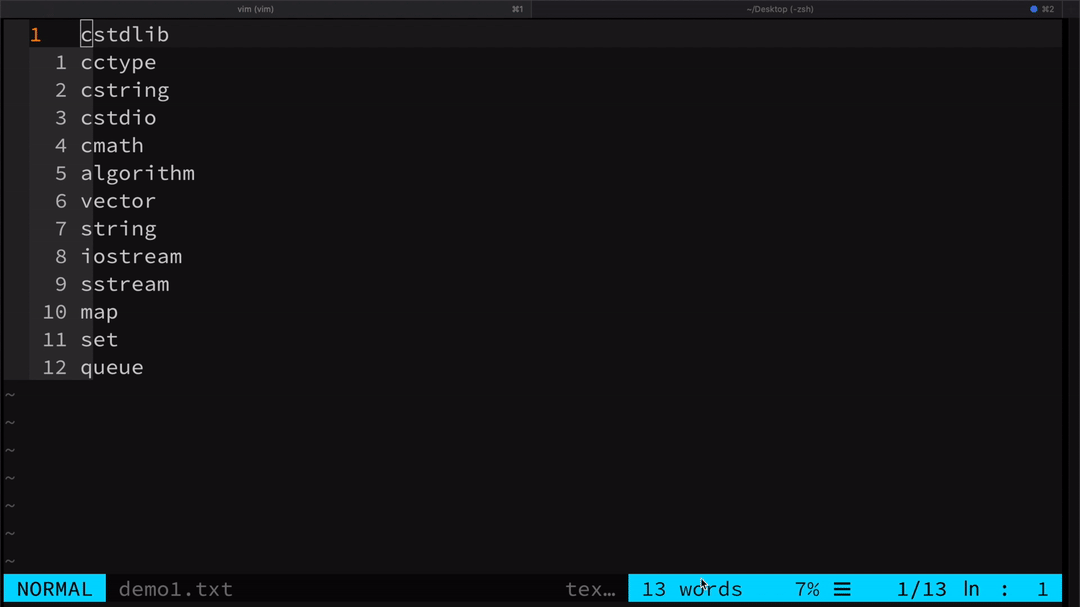 vim (vim) ⌘1 ~/Desktop (-zsh) ⌘2
1 cstdlib
1 cctype
2 cstring
3 cstdio
4 cmath
5 algorithm
6 vector
7 string
8 iostream
9 sstream
10 map
11 set
12 queue
~
~
~
~
~
~
~
NORMAL demo1.txt tex… 13 words 7% ☰ 1/13 ln : 1